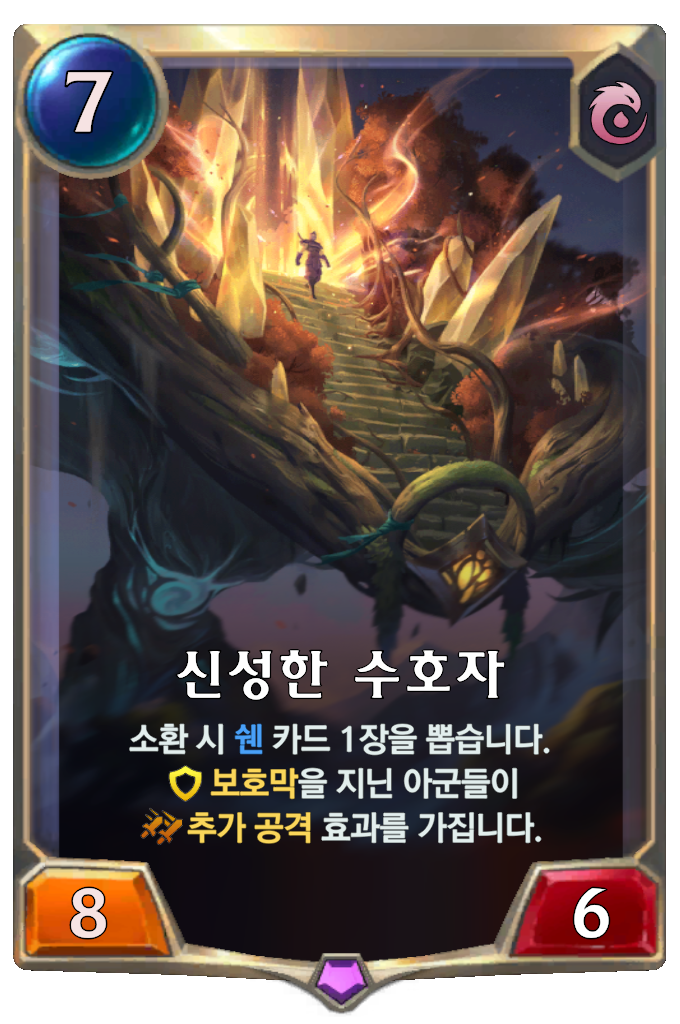 7
신성한 수호자
소환 시 쉔 카드 1장을 뽑습니다.
보호막을 지닌 아군들이
추가 공격 효과를 가집니다.
8
6